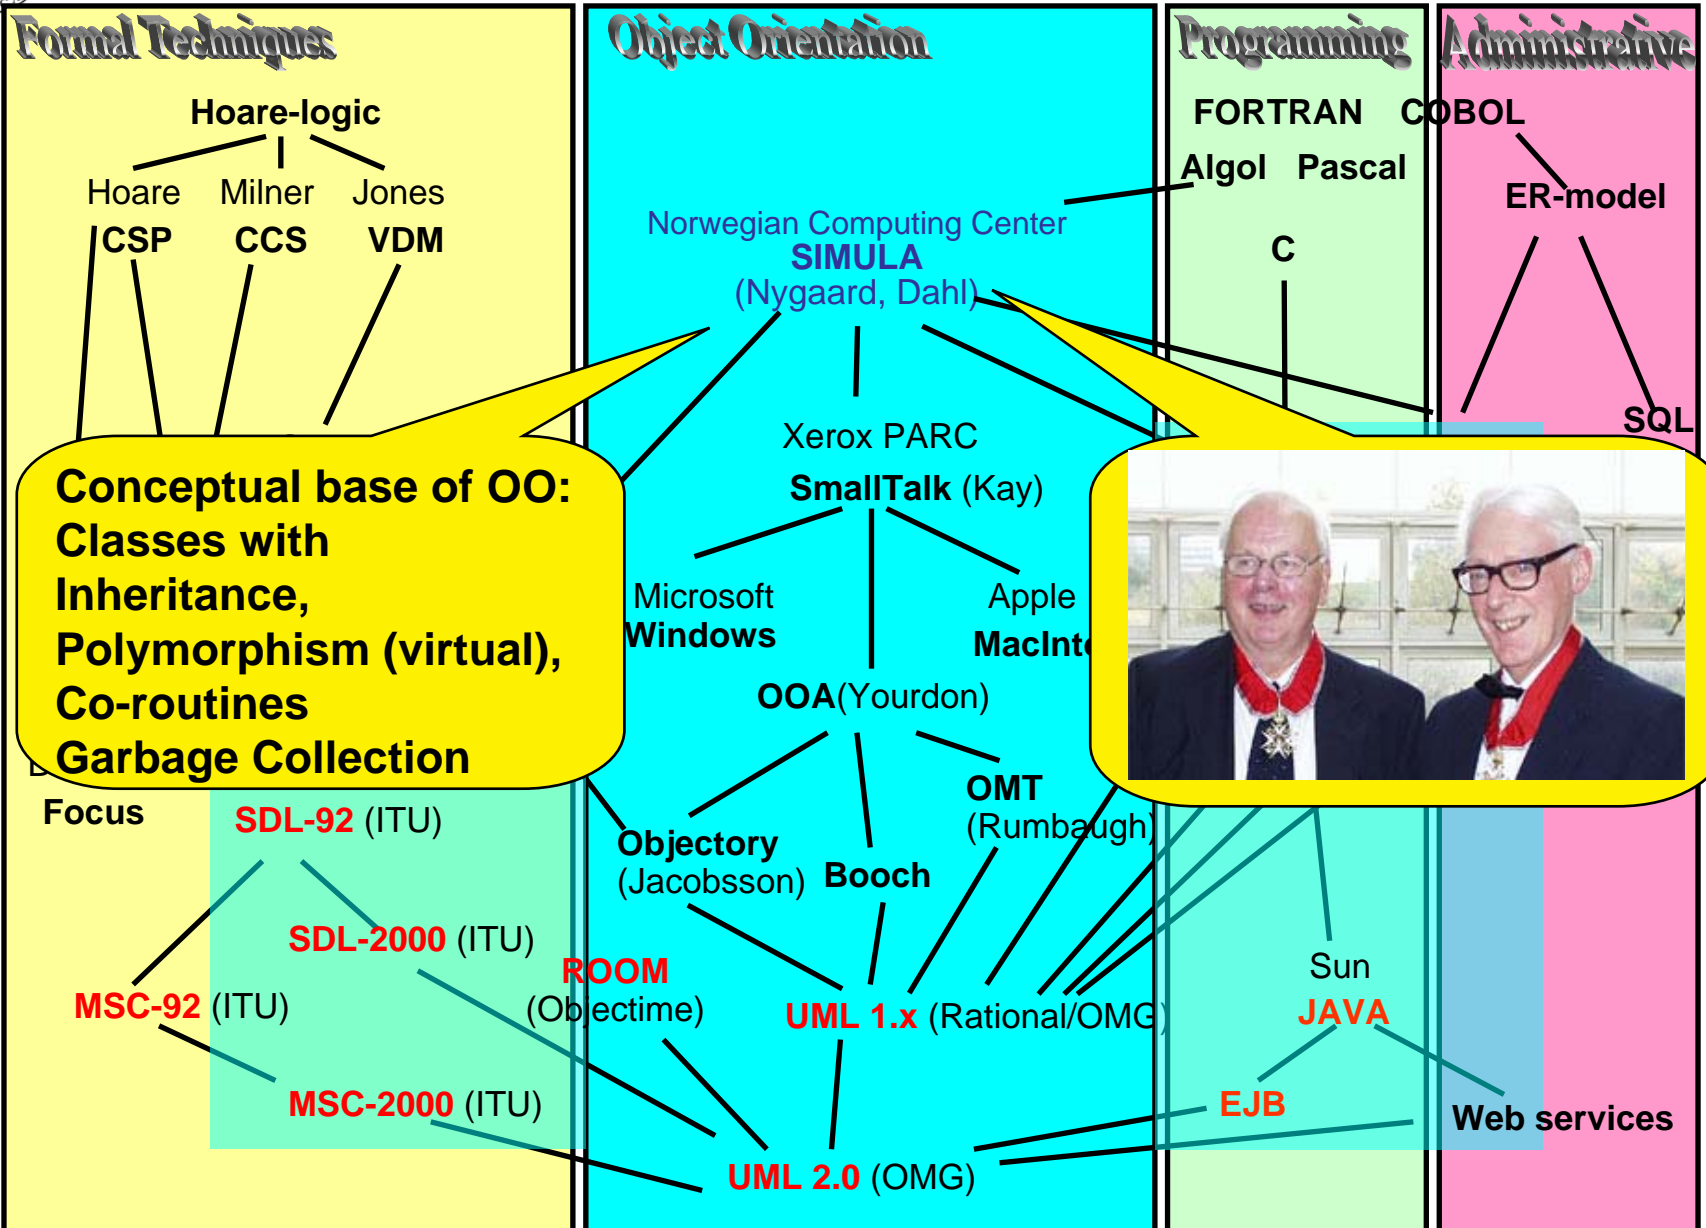 Formal Techniques
Object Orientation
Programming
Administrative
Hoare-logic
Hoare Milner Jones
CSP CCS VDM
Norwegian Computing Center
SIMULA
(Nygaard, Dahl)
FORTRAN COBOL
Algol Pascal
C
ER-model
SQL
Xerox PARC
SmallTalk (Kay)
Conceptual base of OO:
Classes with
Inheritance,
Polymorphism (virtual),
Co-routines
Garbage Collection
Focus
Microsoft
Windows
Apple
OOA(Yourdon)
OMT
(Rumbaugh)
Objectory
(Jacobsson)
Booch
SDL-92 (ITU)
SDL-2000 (ITU)
ROOM
(Objectime)
MSC-92 (ITU)
UML 1.x (Rational/OMG)
Sun
JAVA
MSC-2000 (ITU)
EJB
Web services
UML 2.0 (OMG)